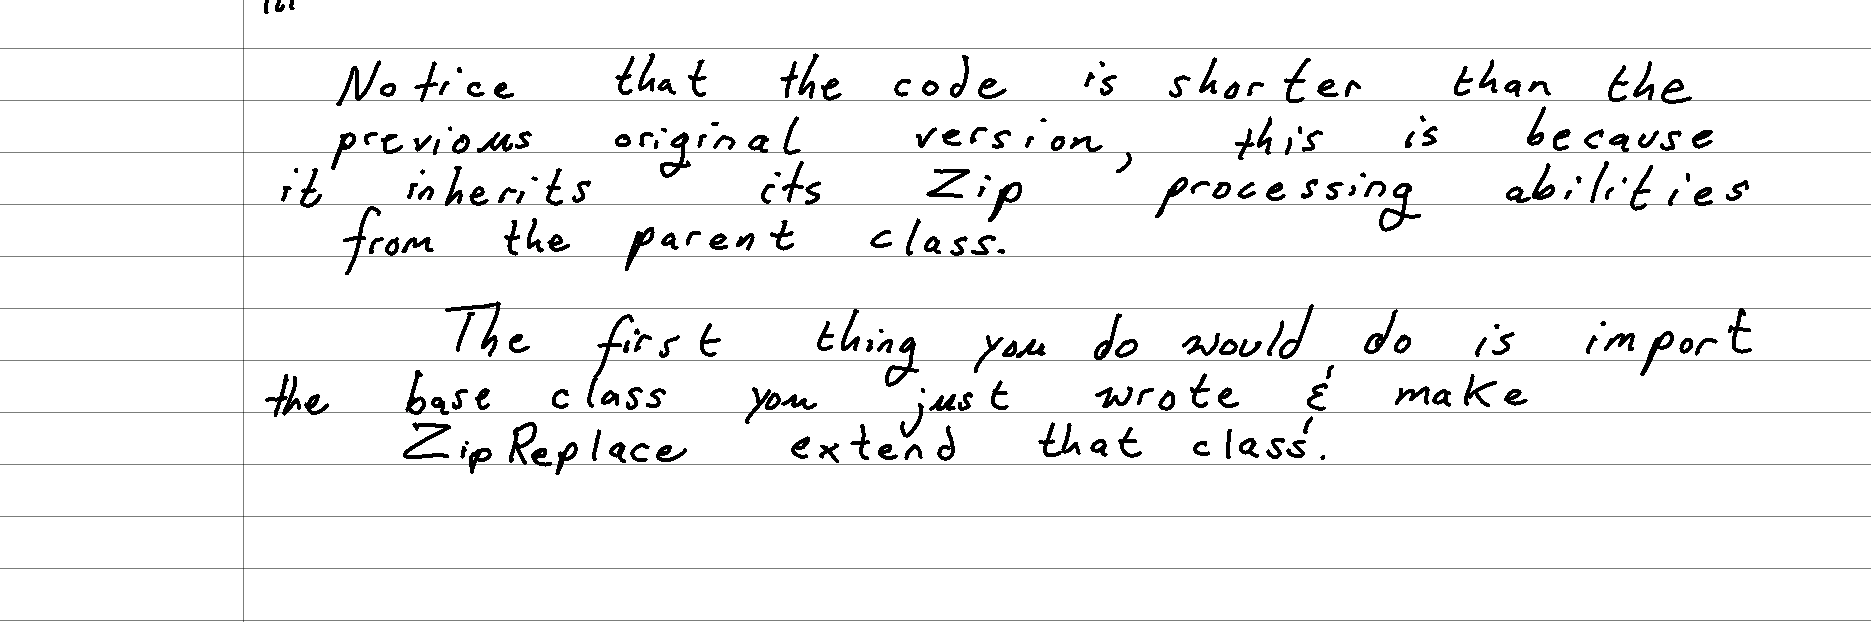 Notice that the code is shorter than the
previous original version, this is because
it inherits its Zip processing abilities
from the parent class.
The first thing you do would do is import
the base class you just wrote & make
ZipReplace extend that class.